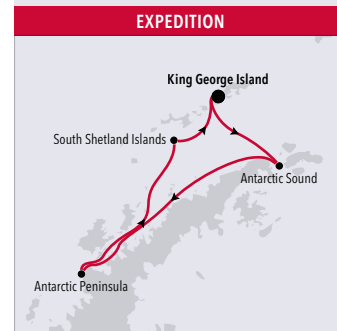 EXPEDITION
King George Island
South Shetland Islands
Antarctic Sound
Antarctic Peninsula